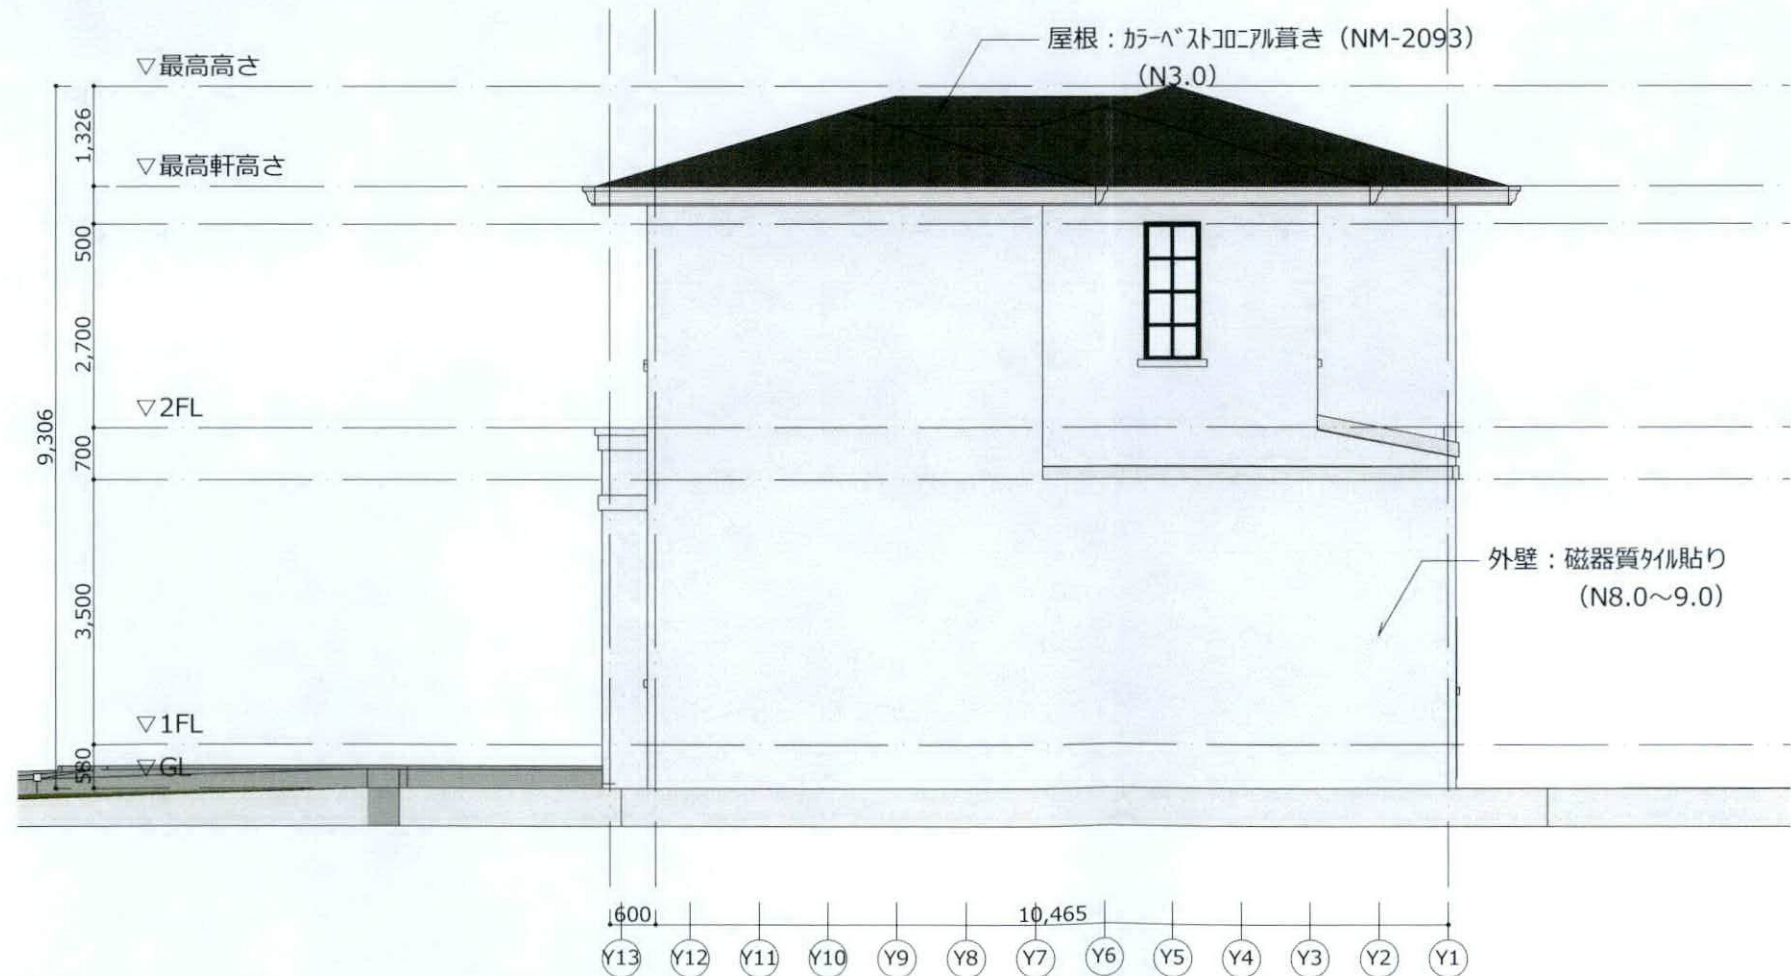 屋根：ｶﾗｰﾍﾞｽﾄｺﾛﾆｱﾙ葺き（NM-2093）
（N3.0）
▽最高高さ
1,326
▽最高軒高さ
500
2,700
▽2FL
9,306
700
外壁：磁器質ﾀｲﾙ貼り
（N8.0～9.0）
3,500
▽1FL
580
▽GL
600
10,465
Y13 Y12 Y11 Y10 Y9 Y8 Y7 Y6 Y5 Y4 Y3 Y2 Y1